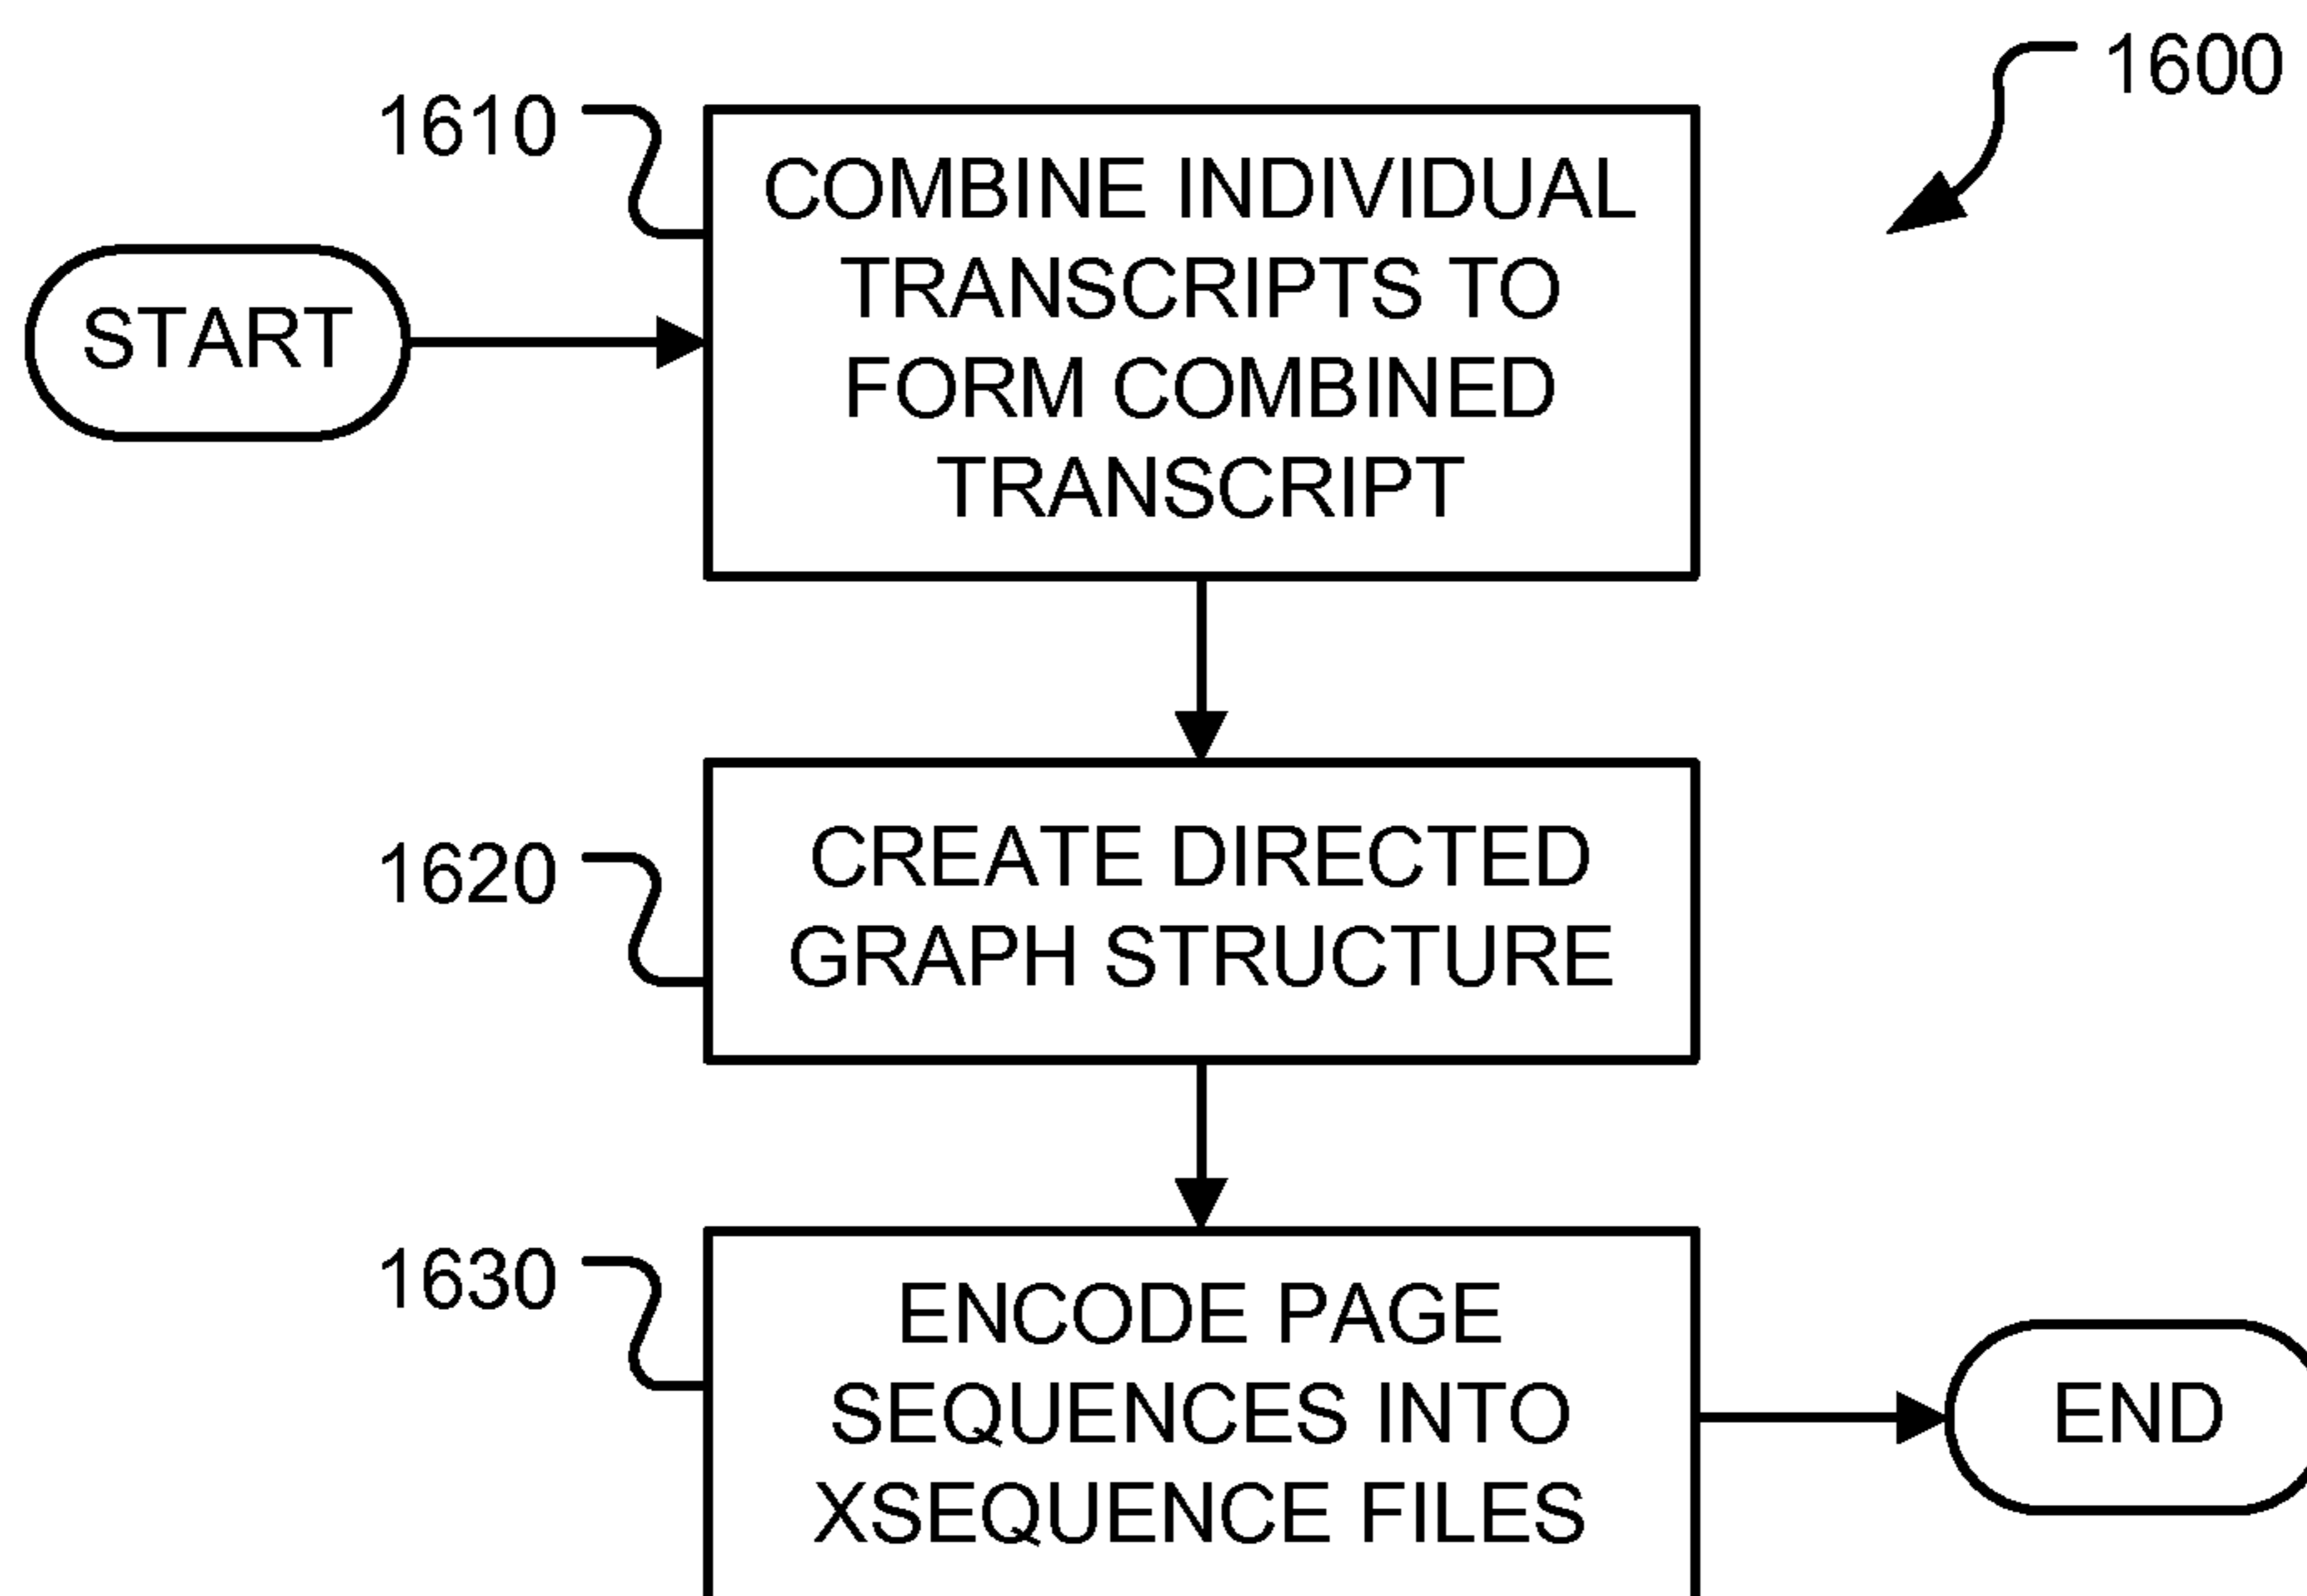 1600
1610
COMBINE INDIVIDUAL
TRANSCRIPTS TO
FORM COMBINED
TRANSCRIPT
START
1620
CREATE DIRECTED
GRAPH STRUCTURE
1630
ENCODE PAGE
SEQUENCES INTO
XSEQUENCE FILES
END